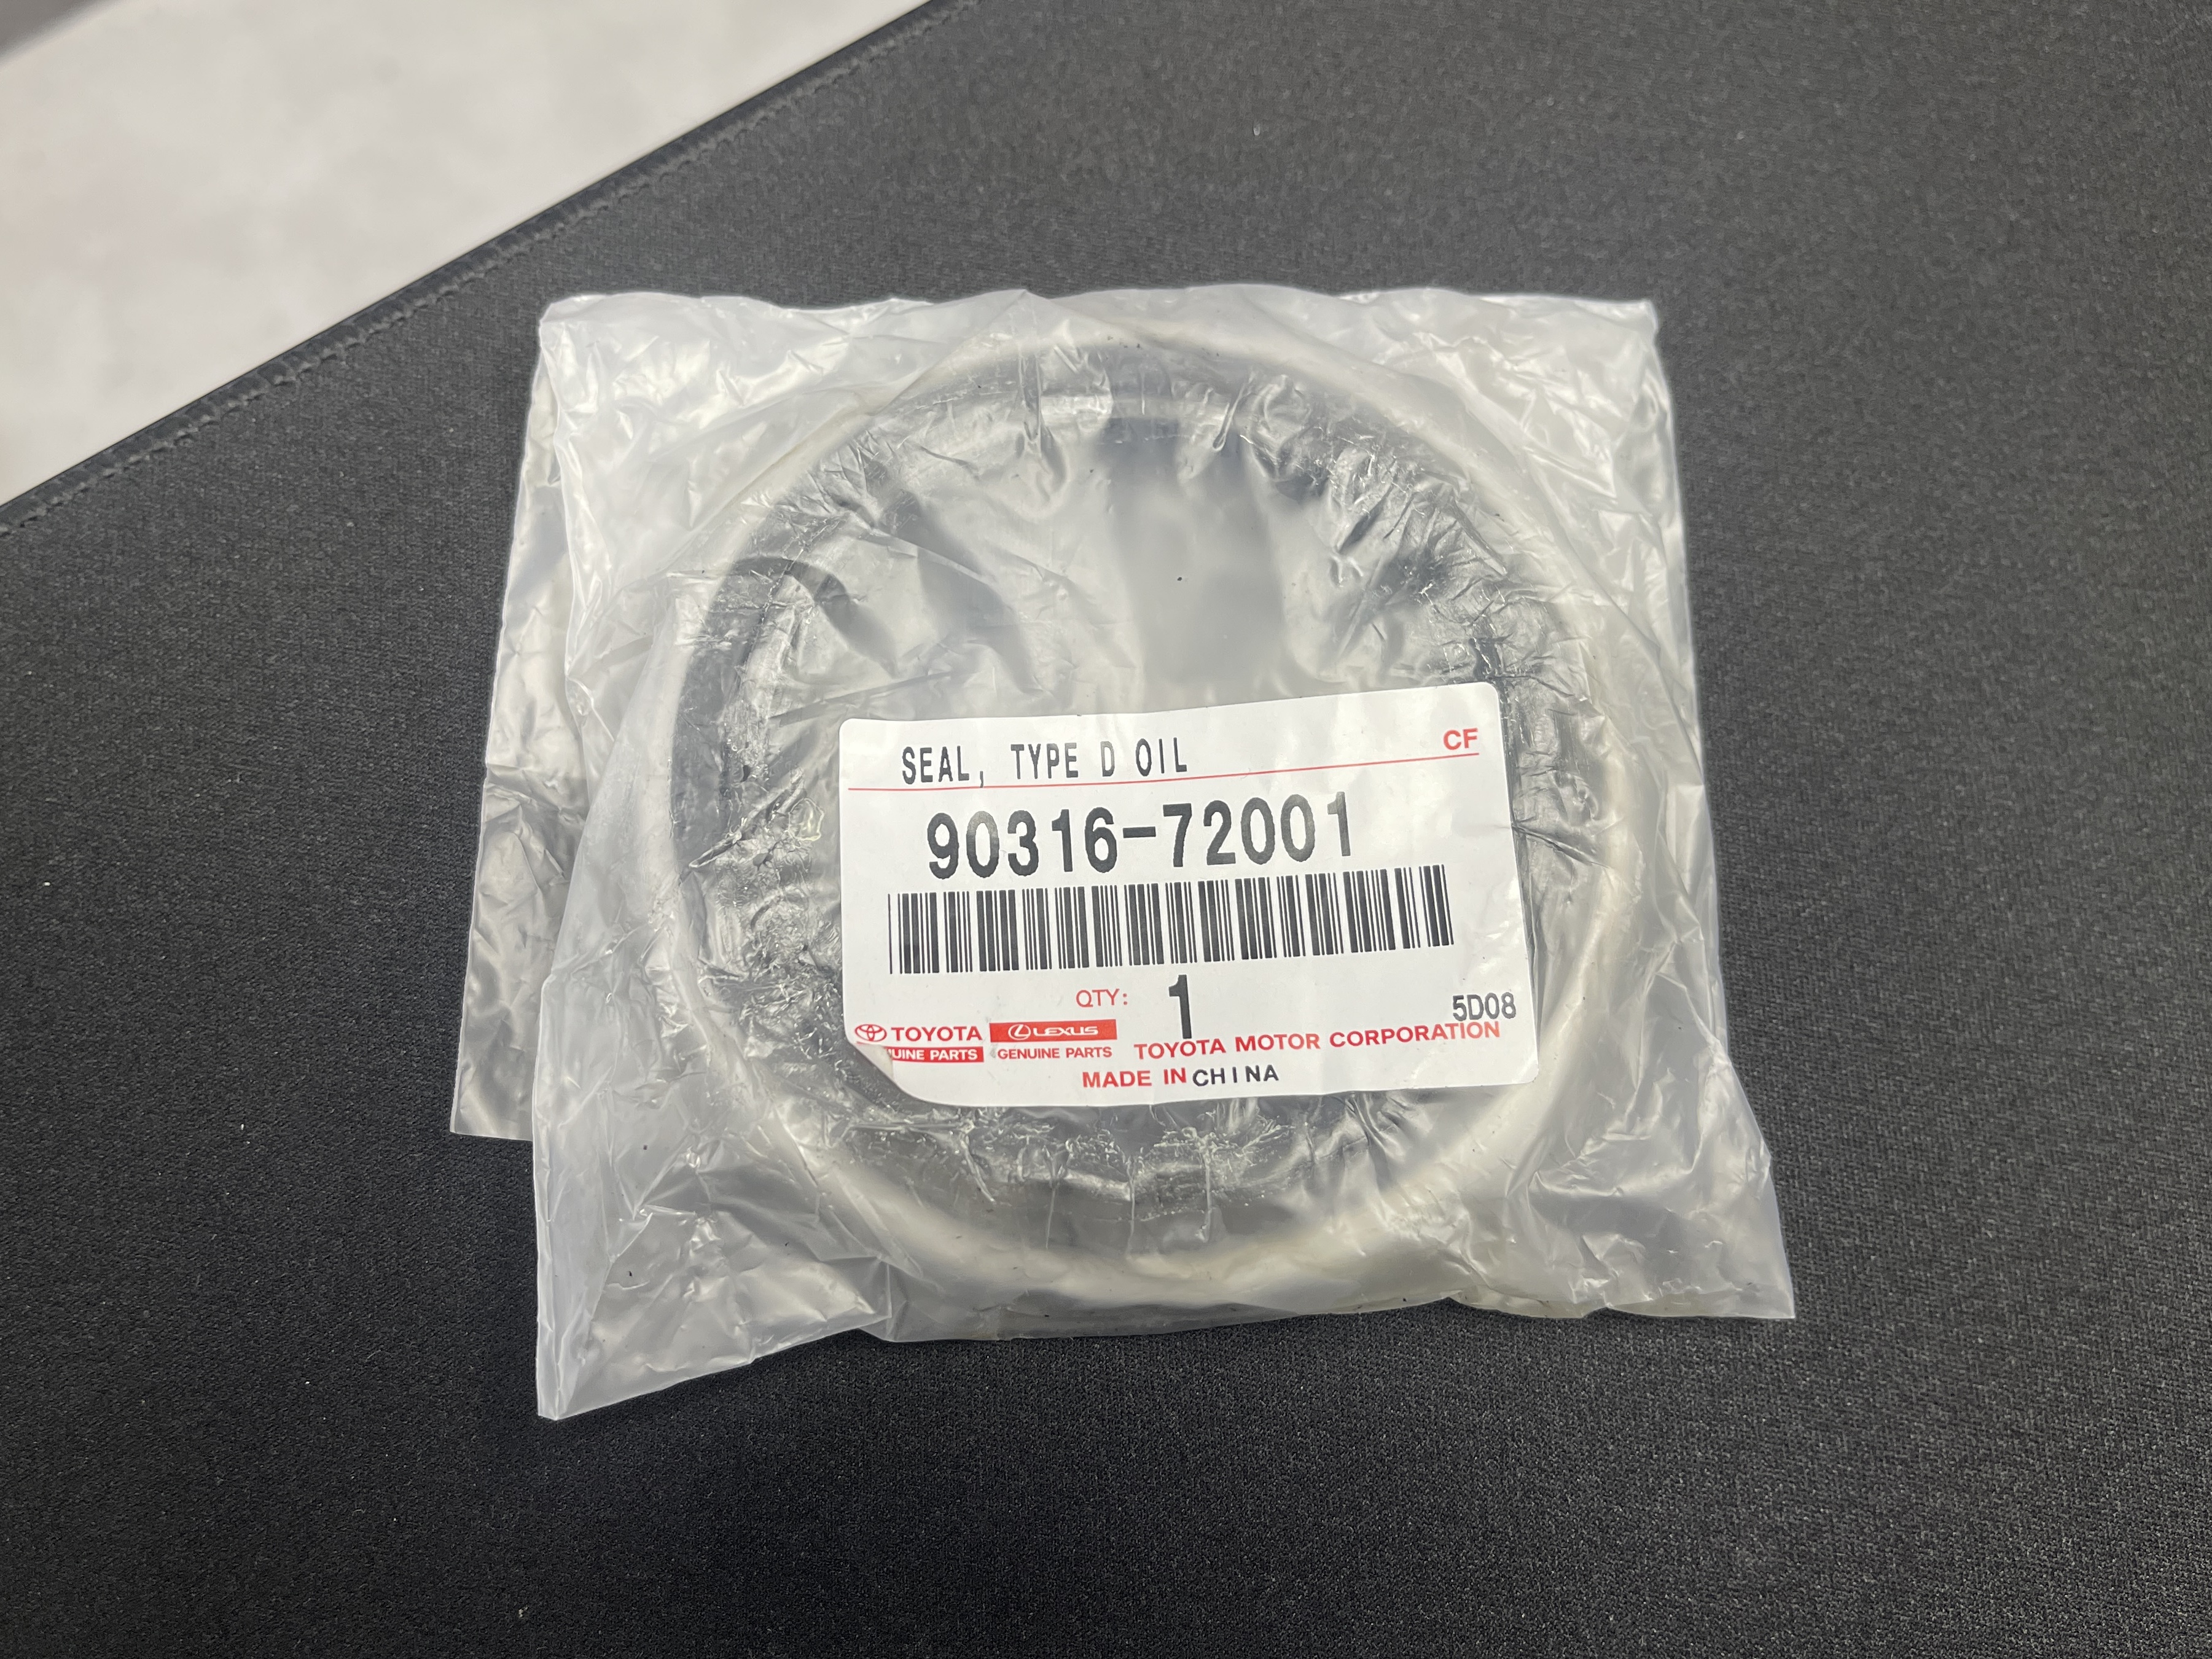 SEAL, TYPE D OIL CF
90316-72001
QTY: 1 5D08
TOYOTA LEXUS
UINE PARTS GENUINE PARTS TOYOTA MOTOR CORPORATION
MADE IN CHINA